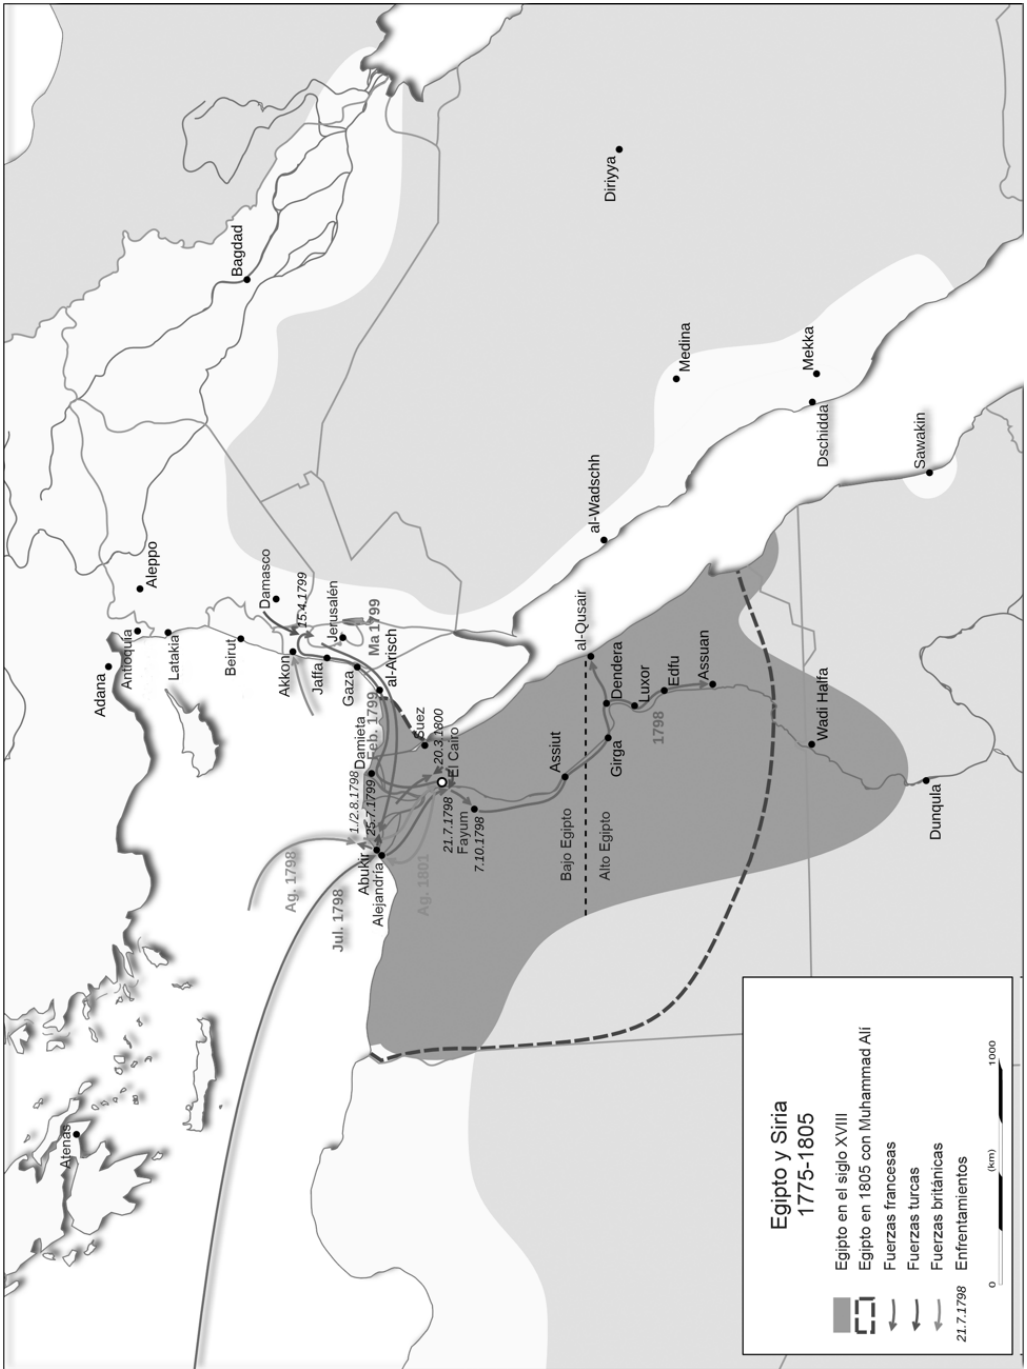 Egipto y Siria
1775-1805
Egipto en el siglo XVIII
Egipto en 1805 con Muhammad Alí
Fuerzas francesas
Fuerzas turcas
Fuerzas británicas
21.7.1798 Enfrentamientos
0 (km) 1000
Atenas
Adana
Antioquía
Aleppo
Latakia
Beirut
Damasco
Bagdad
Akkon
15.4.1799
Jaffa
Jerusalén
Gaza
Ma 1799
al-Arisch
Ag. 1798
Jul. 1798
1./2.8.1798
Damieta
Feb. 1799
25.7.1799
Abukir
Alejandría
Suez
20.3.1800
El Cairo
Ag. 1801
21.7.1798
Fayum
7.10.1798
Assiut
Bajo Egipto
Alto Egipto
al-Qusair
Dendera
Girga
Luxor
1798
Edfu
Assuan
Wadi Halfa
Dunqula
al-Wadschh
Medina
Diriyya
Dschidda
Mekka
Sawakin